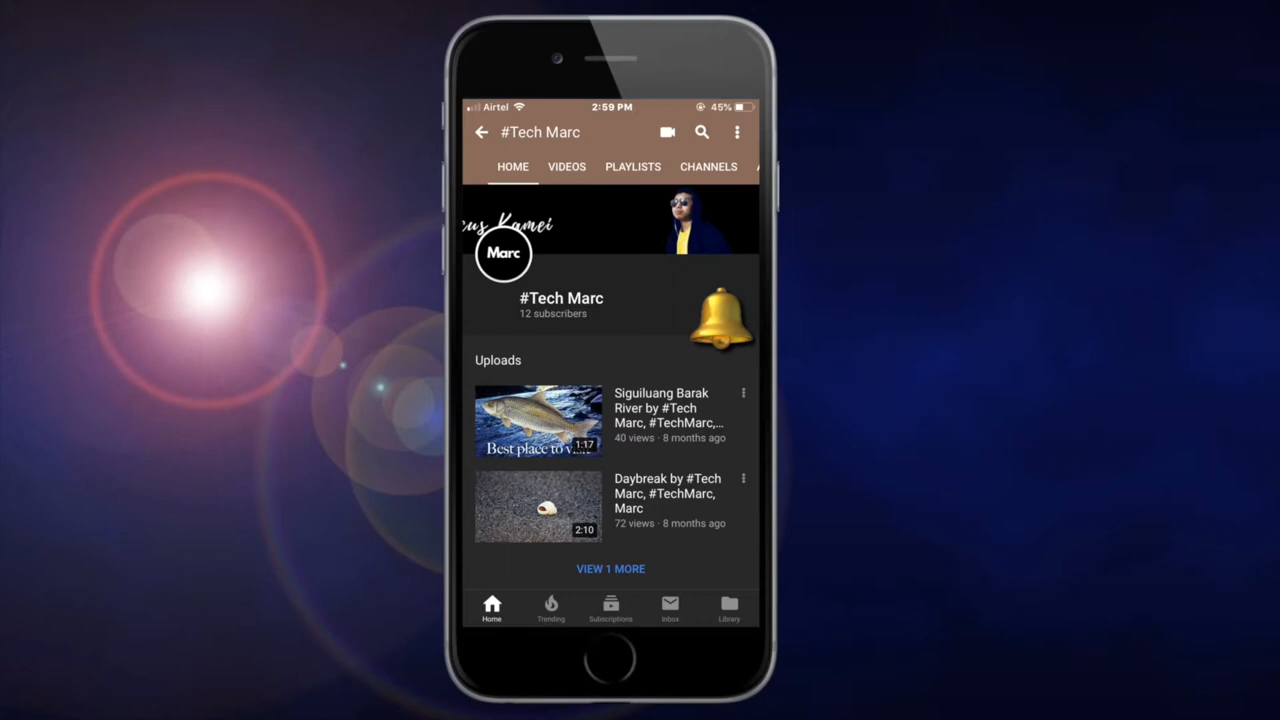 Airtel 2:59 PM 45%
#Tech Marc
HOME VIDEOS PLAYLISTS CHANNELS
Kamei
Marc
#Tech Marc
12 subscribers
Uploads
Siguiluang Barak
River by #Tech
Marc, #TechMarc,...
40 views · 8 months ago
Best place to
1:17
Daybreak by #Tech
Marc, #TechMarc,
Marc
72 views · 8 months ago
2:10
VIEW 1 MORE
Home Trending Subscriptions Inbox Library